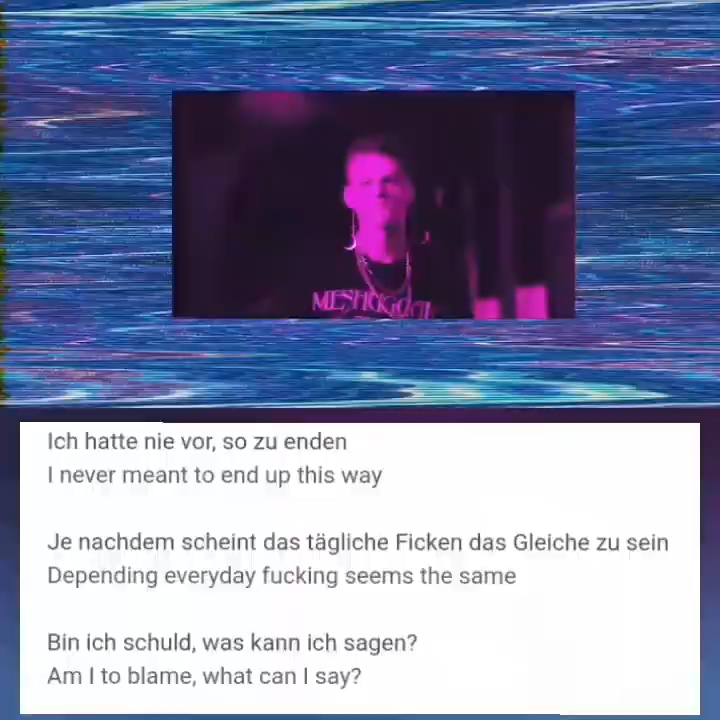 Ich hatte nie vor, so zu enden
I never meant to end up this way
Je nachdem scheint das tägliche Ficken das Gleiche zu sein
Depending everyday fucking seems the same
Bin ich schuld, was kann ich sagen?
Am I to blame, what can I say?